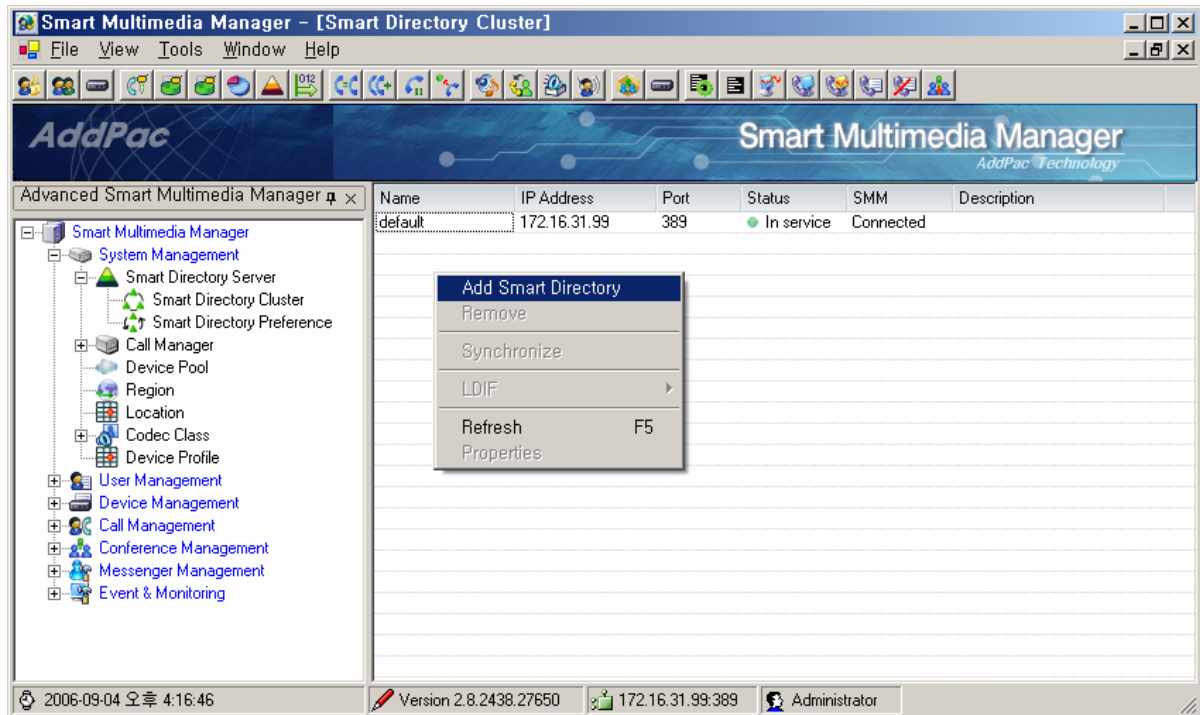 Smart Multimedia Manager - [Smart Directory Cluster]
File View Tools Window Help
012
AddPac
Smart Multimedia Manager
AddPac Technology
Advanced Smart Multimedia Manager
Smart Multimedia Manager
System Management
Smart Directory Server
Smart Directory Cluster
Smart Directory Preference
Call Manager
Device Pool
Region
Location
Codec Class
Device Profile
User Management
Device Management
Call Management
Conference Management
Messenger Management
Event & Monitoring
Name IP Address Port Status SMM Description
default 172.16.31.99 389 In service Connected
Add Smart Directory
Remove
Synchronize
LDIF
Refresh F5
Properties
2006-09-04 오후 4:16:46 Version 2.8.2438.27650 172.16.31.99:389 Administrator